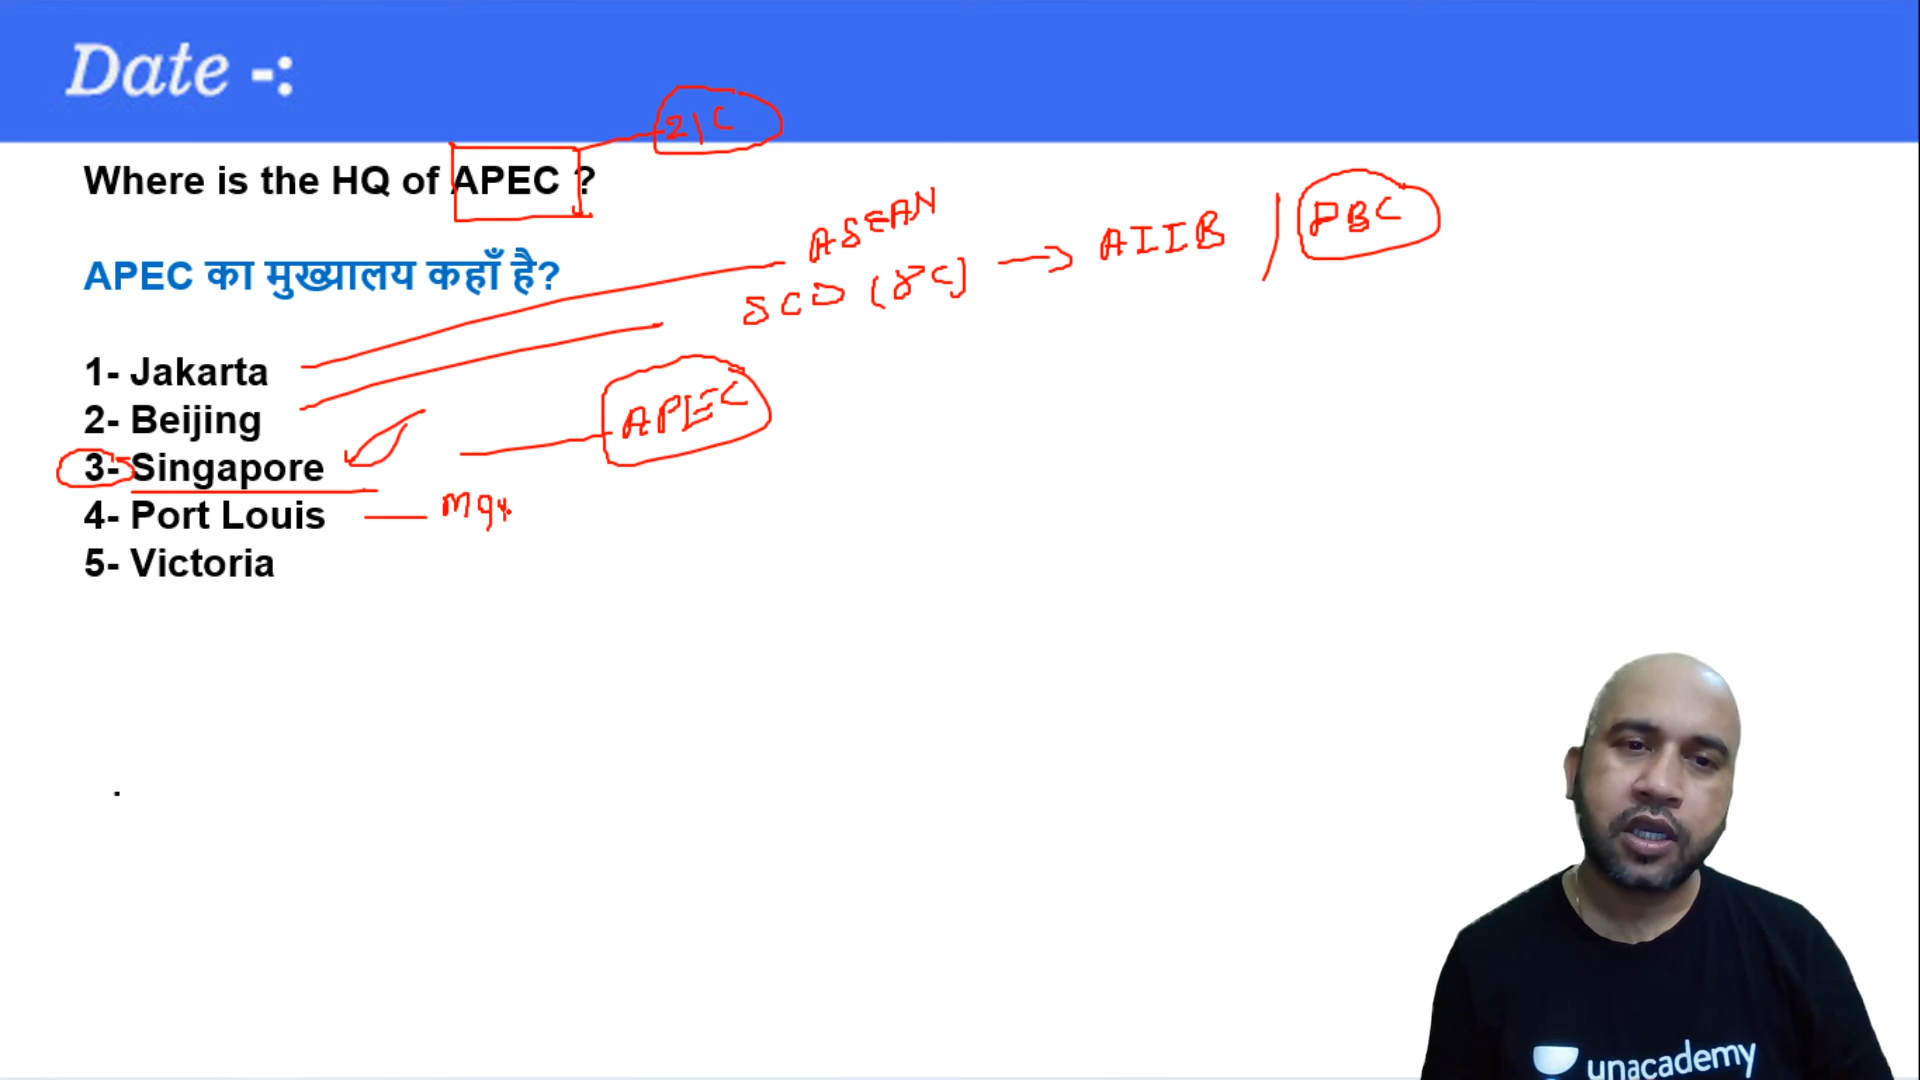 Date -:
21C
Where is the HQ of APEC ?
ASEAN
AIIB / PBC
APEC का मुख्यालय कहाँ है?
SCO (8C)
1- Jakarta
APEC
2- Beijing
3- Singapore
4- Port Louis
5- Victoria
unacademy